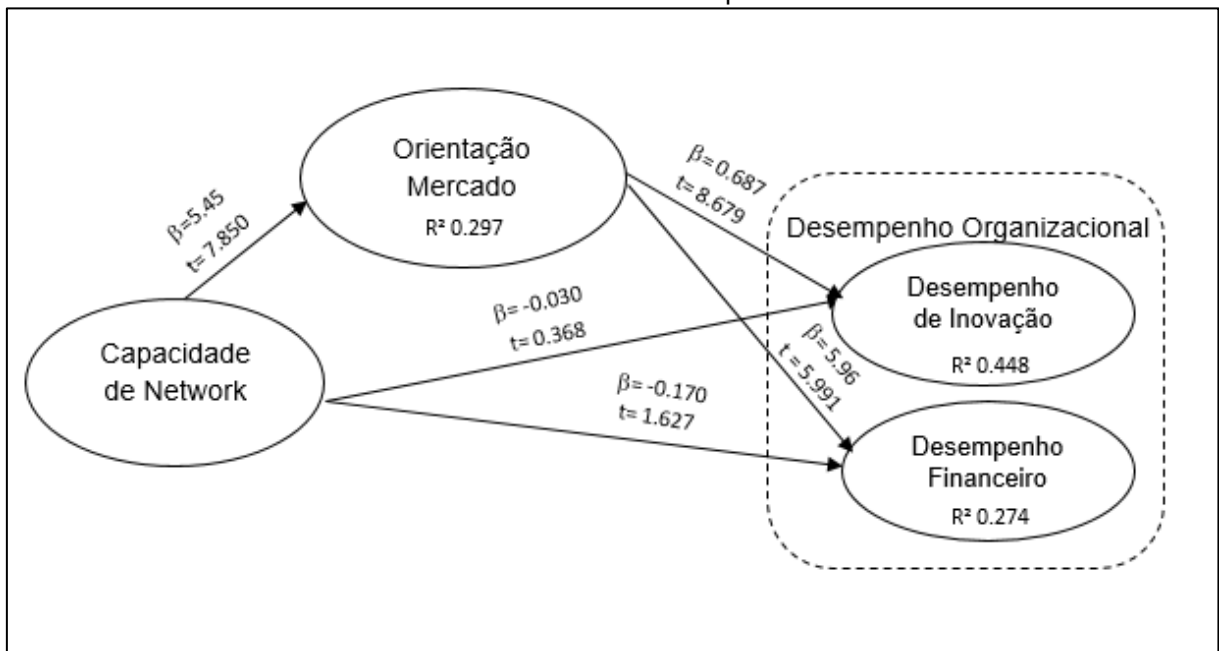 Orientação
Mercado
R² 0.297
β=5.45
t= 7.850
β= 0.687
t= 8.679
Desempenho Organizacional
Desempenho
de Inovação
R² 0.448
β= -0.030
t= 0.368
β= 5.96
t = 5.991
Capacidade
de Network
β= -0.170
t= 1.627
Desempenho
Financeiro
R² 0.274